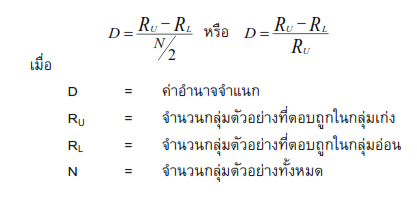 D = (R_U − R_L) / (N/2) หรือ D = (R_U − R_L) / R_U
เมื่อ
D = ค่าอำนาจจำแนก
R_U = จำนวนกลุ่มตัวอย่างที่ตอบถูกในกลุ่มเก่ง
R_L = จำนวนกลุ่มตัวอย่างที่ตอบถูกในกลุ่มอ่อน
N = จำนวนกลุ่มตัวอย่างทั้งหมด